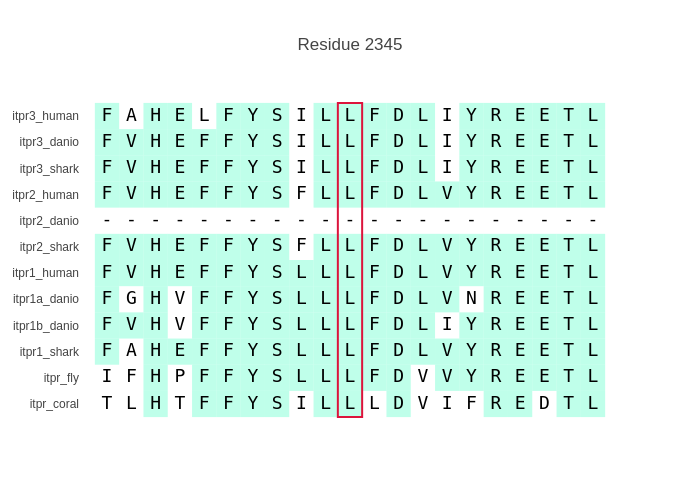 Residue 2345
itpr3_human F A H E L F Y S I L L F D L I Y R E E T L
itpr3_danio F V H E F F Y S I L L F D L I Y R E E T L
itpr3_shark F V H E F F Y S I L L F D L I Y R E E T L
itpr2_human F V H E F F Y S F L L F D L V Y R E E T L
itpr2_danio - - - - - - - - - - - - - - - - - - - - -
itpr2_shark F V H E F F Y S F L L F D L V Y R E E T L
itpr1_human F V H E F F Y S L L L F D L V Y R E E T L
itpr1a_danio F G H V F F Y S L L L F D L V N R E E T L
itpr1b_danio F V H V F F Y S L L L F D L I Y R E E T L
itpr1_shark F A H E F F Y S L L L F D L V Y R E E T L
itpr_fly I F H P F F Y S L L L F D V V Y R E E T L
itpr_coral T L H T F F Y S I L L L D V I F R E D T L